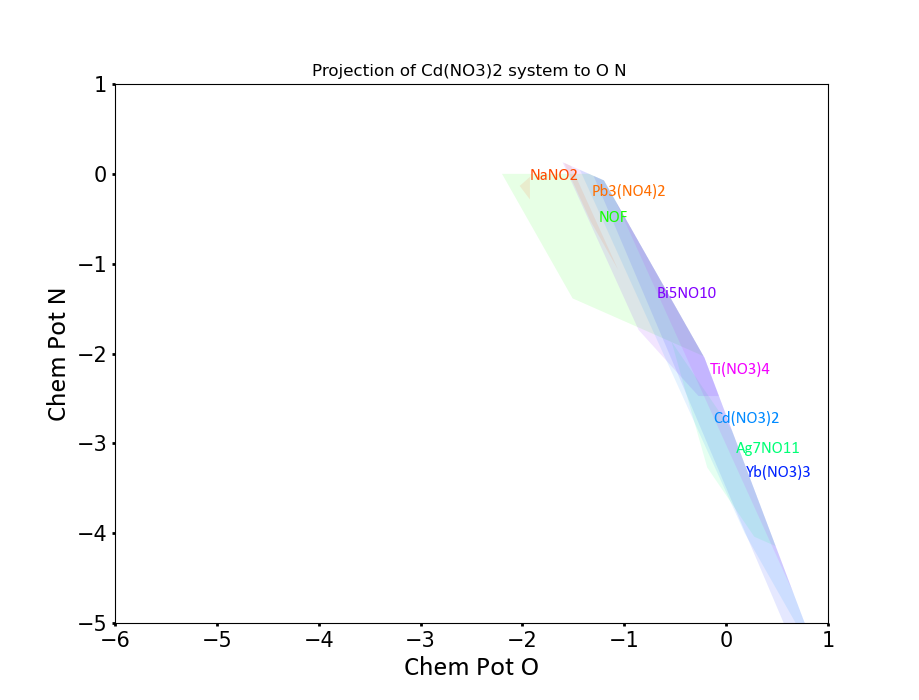 Projection of Cd(NO3)2 system to O N
1
0
−1
−2
−3
−4
−5
Chem Pot N
NaNO2
Pb3(NO4)2
NOF
Bi5NO10
Ti(NO3)4
Cd(NO3)2
Ag7NO11
Yb(NO3)3
−6 −5 −4 −3 −2 −1 0 1
Chem Pot O